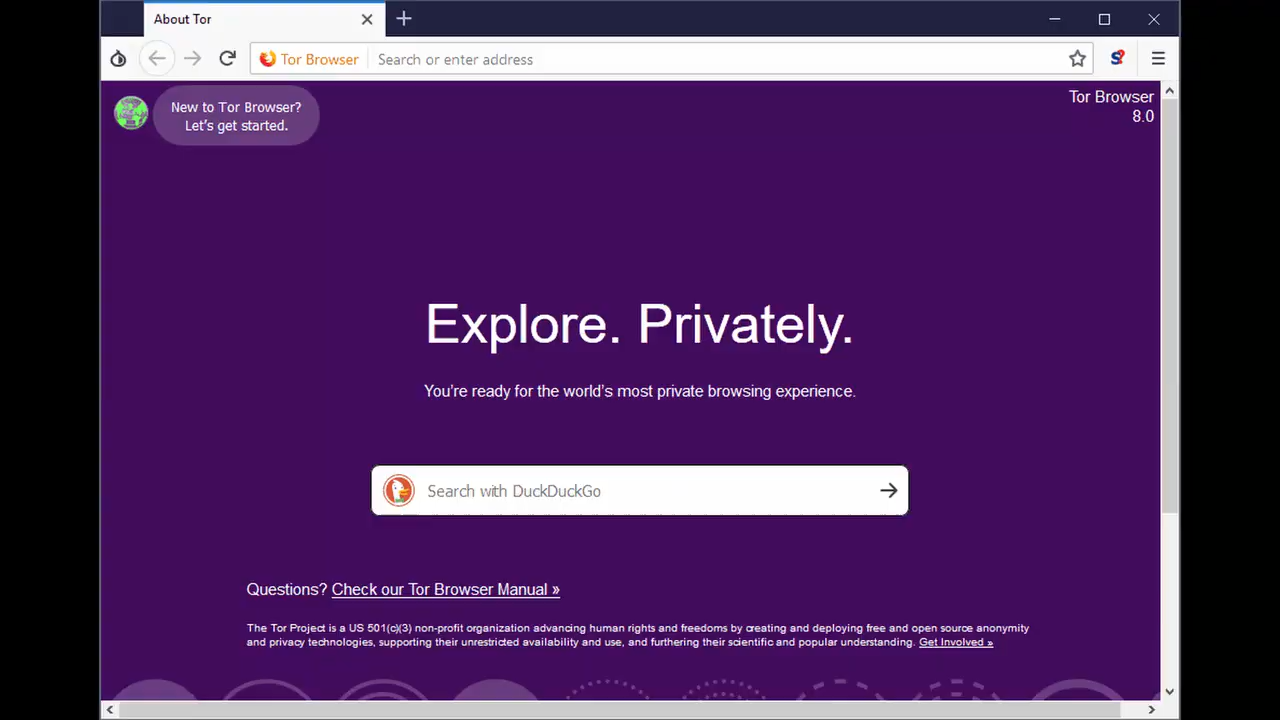 About Tor
Tor Browser
Search or enter address
New to Tor Browser?
Let's get started.
Tor Browser
8.0
Explore. Privately.
You're ready for the world's most private browsing experience.
Search with DuckDuckGo
Questions? Check our Tor Browser Manual »
The Tor Project is a US 501(c)(3) non-profit organization advancing human rights and freedoms by creating and deploying free and open source anonymity
and privacy technologies, supporting their unrestricted availability and use, and furthering their scientific and popular understanding. Get Involved »